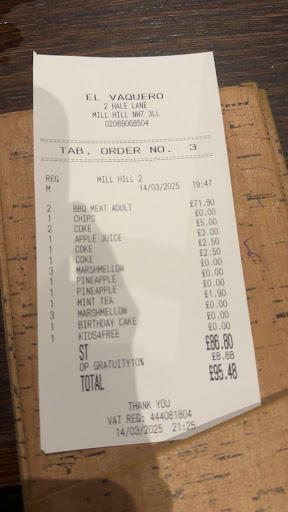 EL VAQUERO
2 HALE LANE
MILL HILL NW7 3LL
02089068504
TAB. ORDER NO. 3
REG MILL HILL 2
M 14/03/2025 19:47
2 BBQ MEAT ADULT £71.90
1 CHIPS £0.00
2 COKE £5.00
1 APPLE JUICE £3.00
1 COKE £2.50
1 COKE £2.50
3 MARSHMELLOW £0.00
1 PINEAPPLE £0.00
1 PINEAPPLE £0.00
1 MINT TEA £1.90
3 MARSHMELLOW £0.00
1 BIRTHDAY CAKE £0.00
1 KIDS4FREE £0.00
ST £86.80
OP GRATUITY10% £8.68
TOTAL £95.48
THANK YOU
VAT REG: 444081804
14/03/2025 21:25